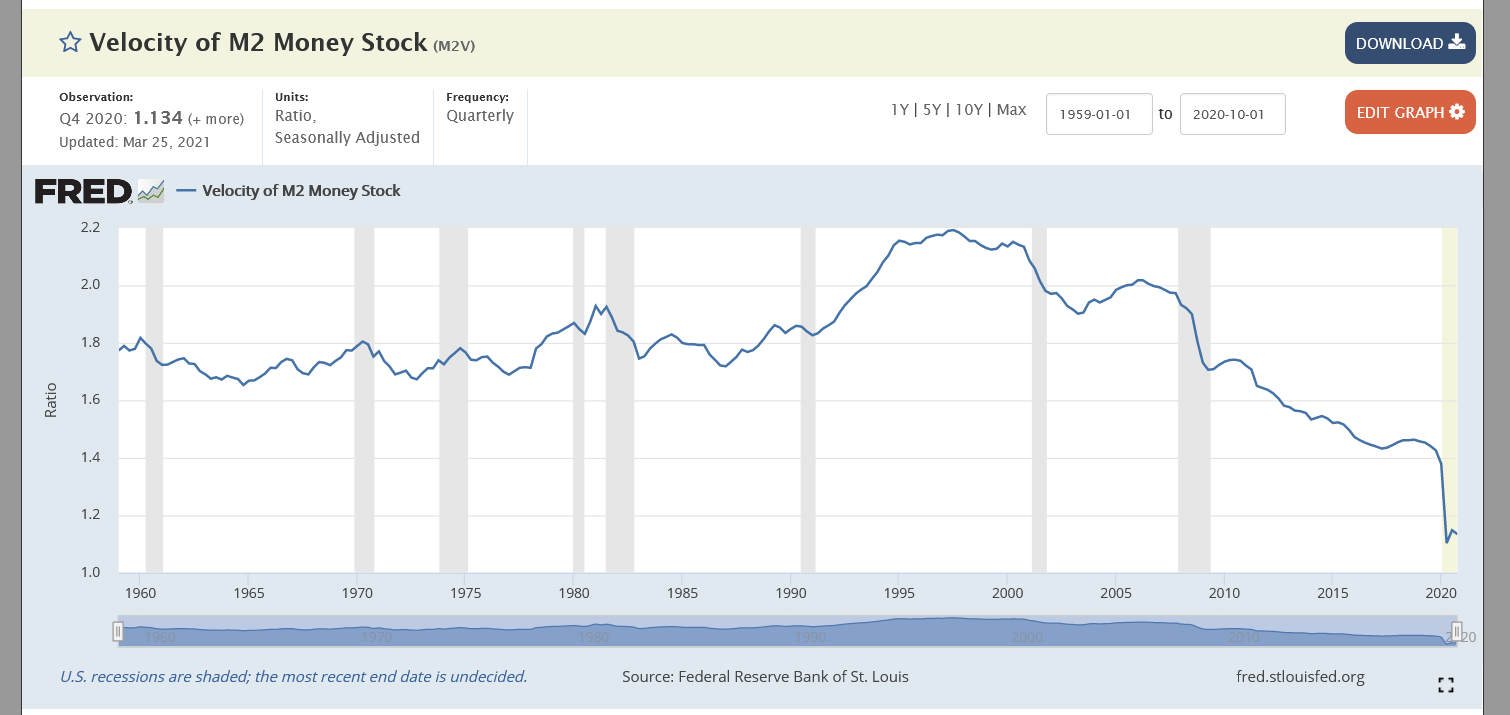 Velocity of M2 Money Stock (M2V)
DOWNLOAD
Observation:
Q4 2020: 1.134 (+ more)
Updated: Mar 25, 2021
Units:
Ratio,
Seasonally Adjusted
Frequency:
Quarterly
1Y | 5Y | 10Y | Max
1959-01-01 to 2020-10-01
EDIT GRAPH
FRED
Velocity of M2 Money Stock
2.2
2.0
1.8
1.6
1.4
1.2
1.0
Ratio
1960 1965 1970 1975 1980 1985 1990 1995 2000 2005 2010 2015 2020
1960 1970 1980 1990 2000 2010 2020
U.S. recessions are shaded; the most recent end date is undecided.
Source: Federal Reserve Bank of St. Louis
fred.stlouisfed.org